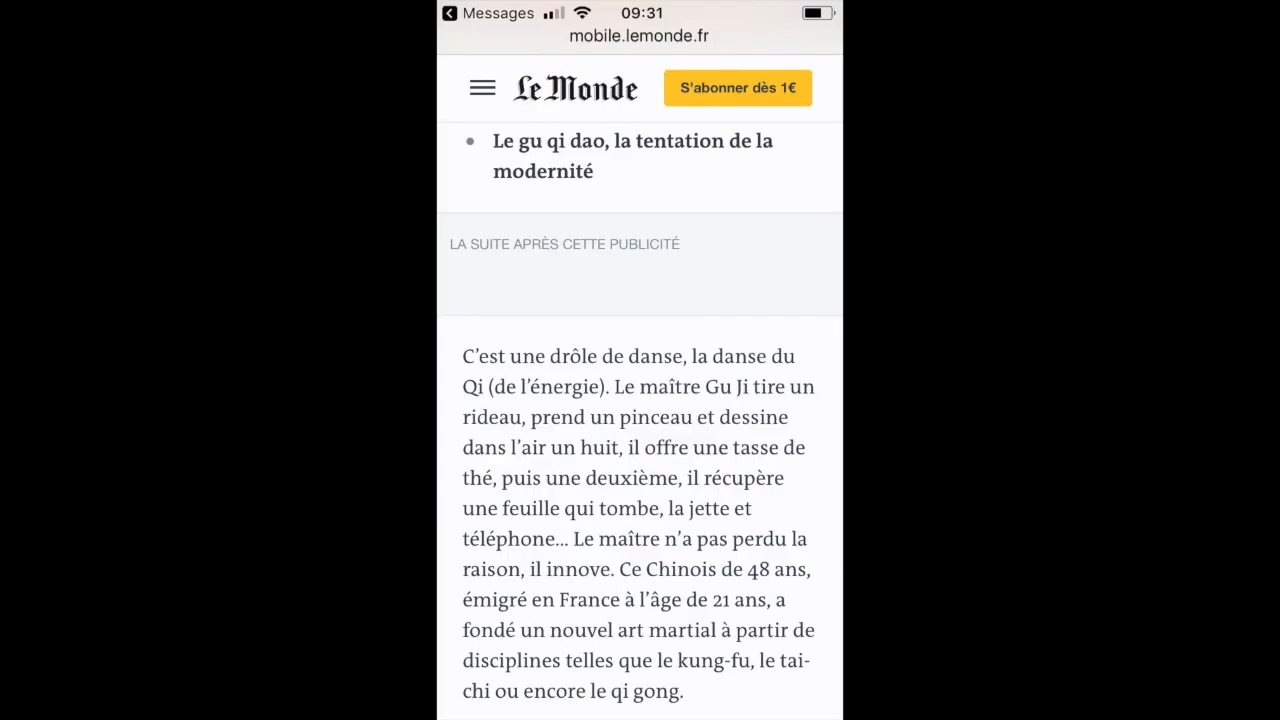 Messages 09:31
mobile.lemonde.fr
Le Monde S'abonner dès 1€
• Le gu qi dao, la tentation de la
modernité
LA SUITE APRÈS CETTE PUBLICITÉ
C’est une drôle de danse, la danse du
Qi (de l’énergie). Le maître Gu Ji tire un
rideau, prend un pinceau et dessine
dans l’air un huit, il offre une tasse de
thé, puis une deuxième, il récupère
une feuille qui tombe, la jette et
téléphone... Le maître n’a pas perdu la
raison, il innove. Ce Chinois de 48 ans,
émigré en France à l’âge de 21 ans, a
fondé un nouvel art martial à partir de
disciplines telles que le kung-fu, le tai-
chi ou encore le qi gong.